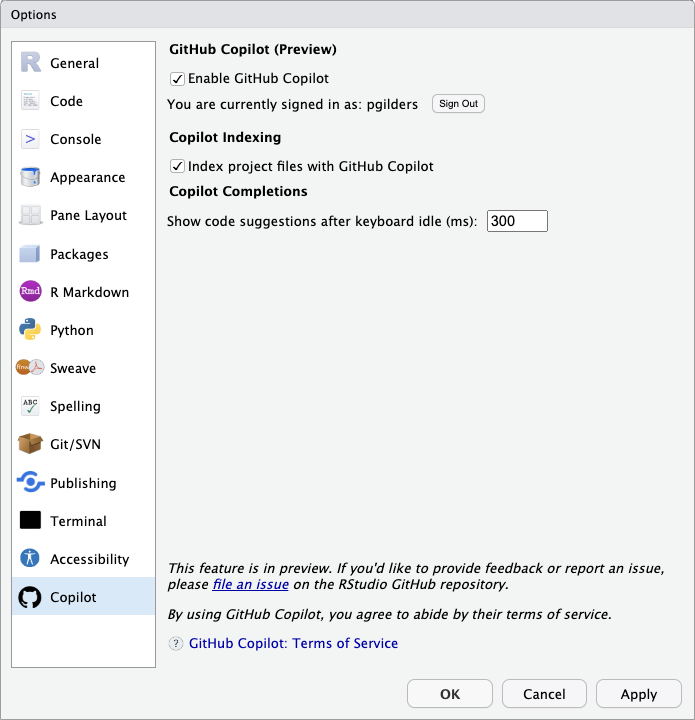 Options
General
Code
Console
Appearance
Pane Layout
Packages
Rmd R Markdown
Python
Sweave
ABC Spelling
Git/SVN
Publishing
Terminal
Accessibility
Copilot
GitHub Copilot (Preview)
Enable GitHub Copilot
You are currently signed in as: pgilders Sign Out
Copilot Indexing
Index project files with GitHub Copilot
Copilot Completions
Show code suggestions after keyboard idle (ms): 300
This feature is in preview. If you'd like to provide feedback or report an issue,
please file an issue on the RStudio GitHub repository.
By using GitHub Copilot, you agree to abide by their terms of service.
? GitHub Copilot: Terms of Service
OK Cancel Apply